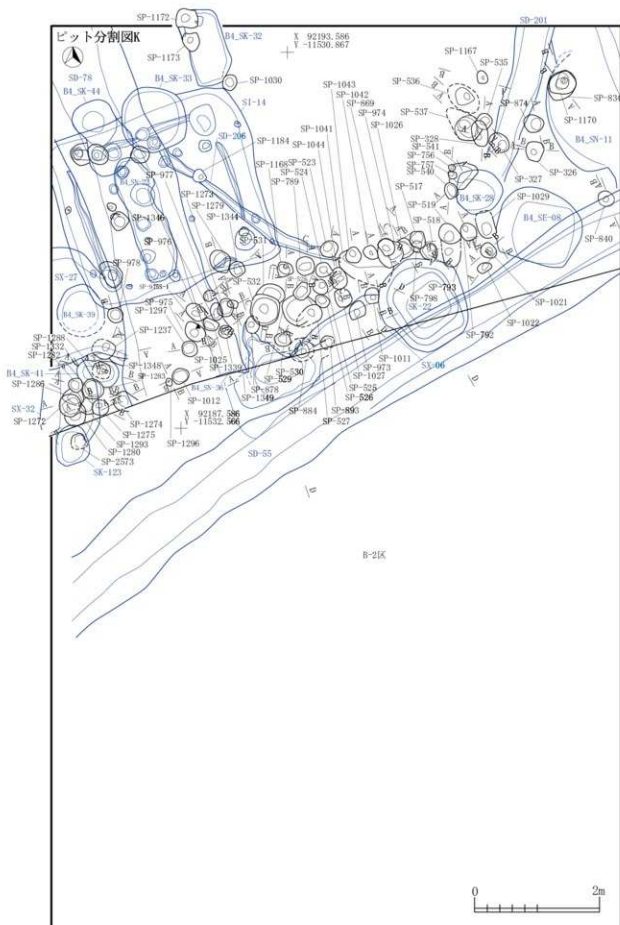 ピット分割図K
SP-1172
B4_SK-32
X 92193.586
Y -11530.867
SD-201
SP-1173
B4_SK-33
SP-1167
SP-535
SD-78
B4_SK-44
SI-14
SP-1030
SP-1043
SP-1042
SP-869
SP-974
SP-1026
SP-536
SP-537
SP-874
SP-834
SP-1170
B4_SN-11
SD-206
SP-1184
SP-1041
SP-1044
SP-1168
SP-523
SP-524
SP-789
SP-328
SP-541
SP-756
SP-757
SP-540
SP-326
SP-327
SP-977
SP-1273
SP-1279
SP-1344
SP-517
SP-519
SP-518
B4_SK-28
SP-1029
B4_SE-08
SP-1346
SP-976
SP-531
SP-840
SP-978
SX-27
SP-532
SP-793
SP-798
SK-22
SP-1021
SP-1022
SP-975
SP-1297
B4_SK-39
SP-1237
SP-792
SP-1288
SP-1332
SP-1282
B4_SK-41
SP-1286
SX-32
SP-1272
SP-1348
SP-1283
SP-1025
SP-1339
B4_SK-36
SP-530
SP-529
SP-878
SP-1349
SP-884
SP-1011
SP-973
SP-1027
SP-525
SP-526
SP-893
SP-527
SX-06
SP-1012
SP-1274
SP-1275
SP-1293
SP-1280
SP-2573
SK-123
SP-1296
X 92187.586
Y -11532.566
SD-55
B-2区
0 2m